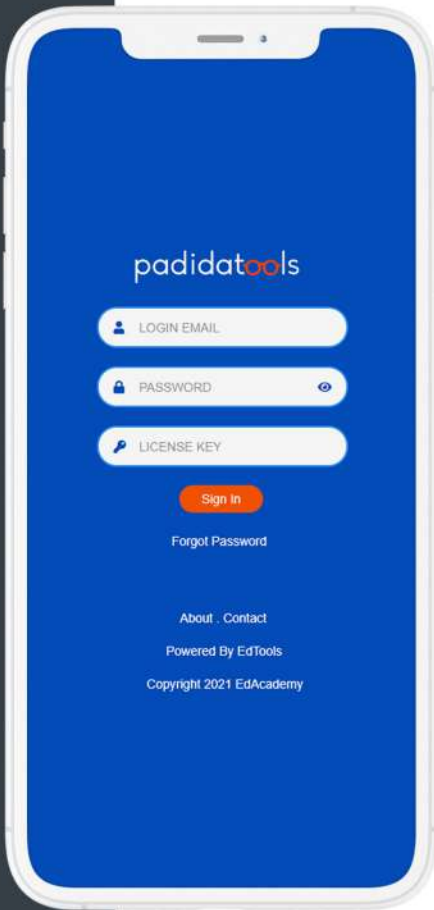 padidatools
LOGIN EMAIL
PASSWORD
LICENSE KEY
Sign In
Forgot Password
About . Contact
Powered By EdTools
Copyright 2021 EdAcademy